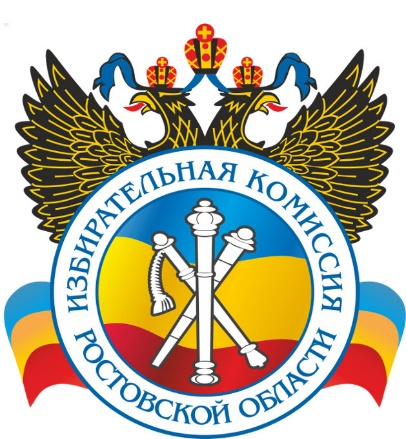 ИЗБИРАТЕЛЬНАЯ КОМИССИЯ
РОСТОВСКОЙ ОБЛАСТИ